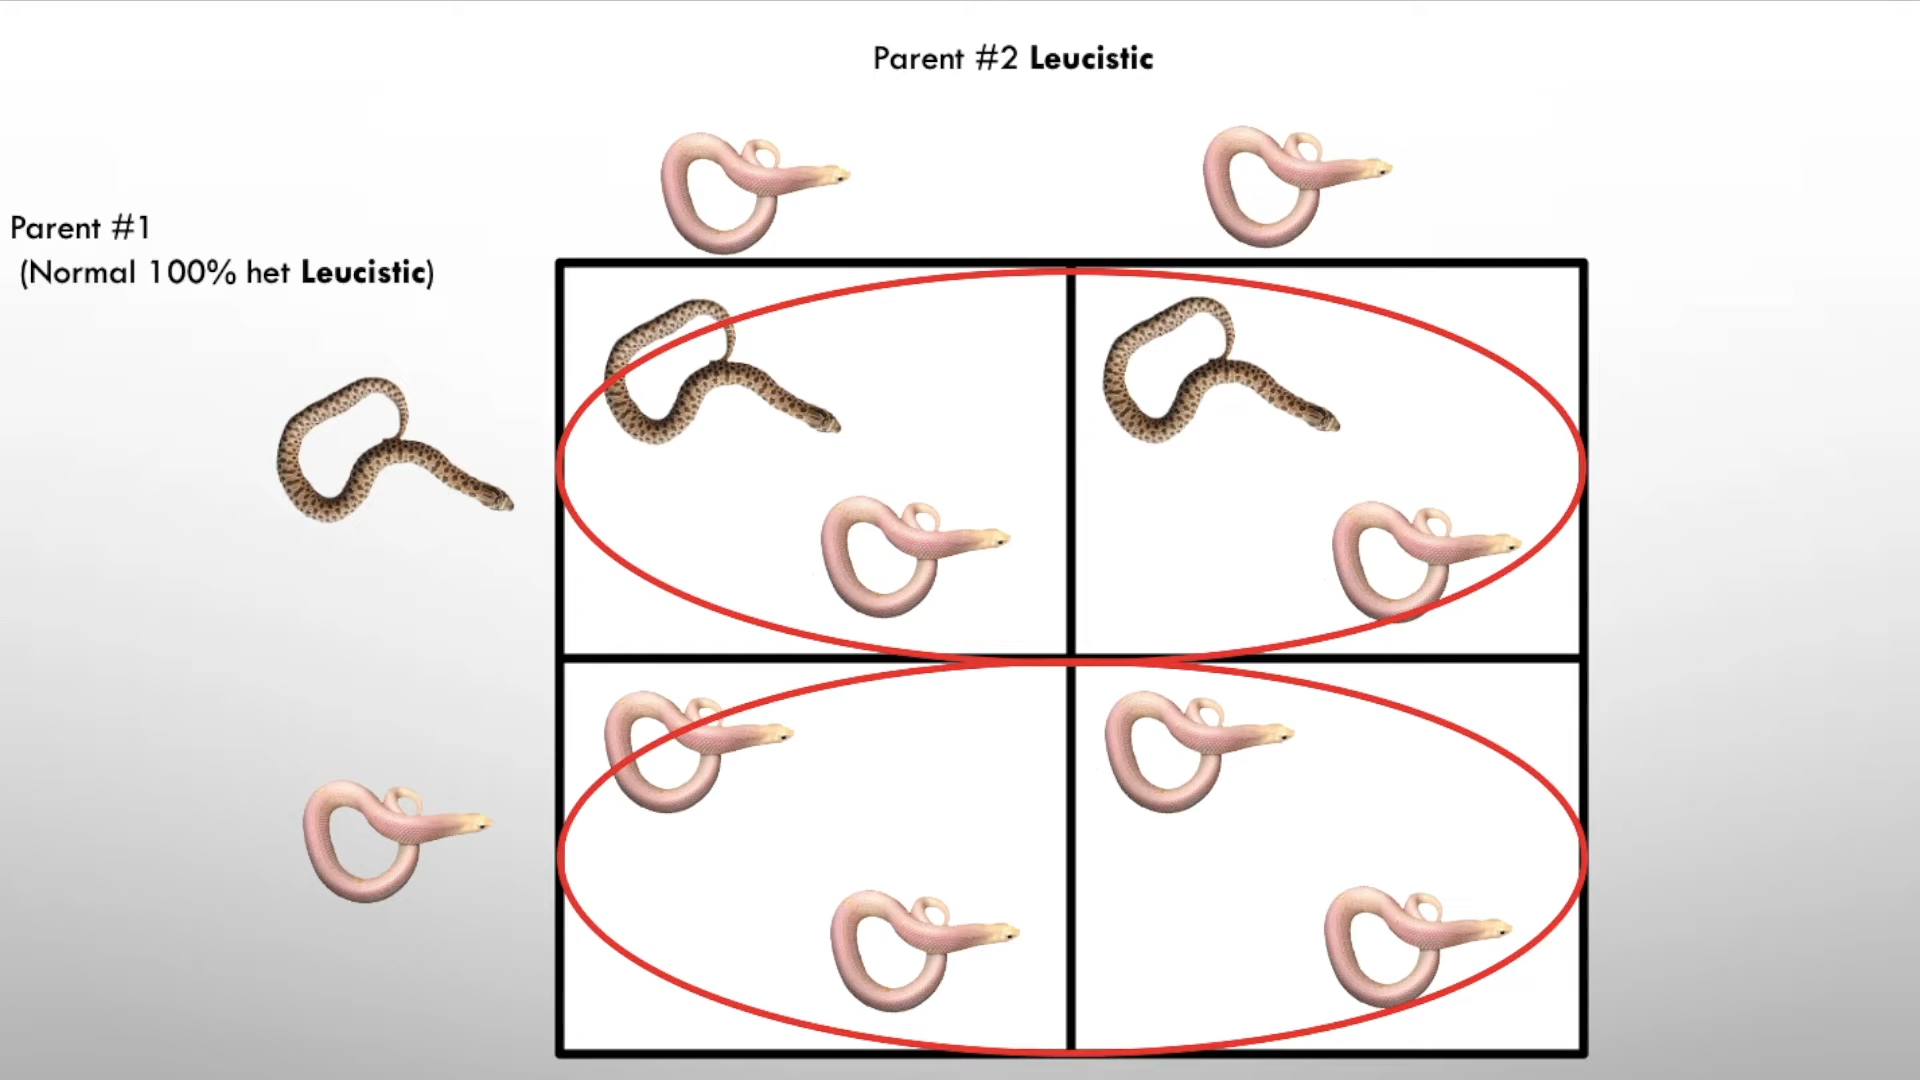 Parent #2 Leucistic
Parent #1
(Normal 100% het Leucistic)